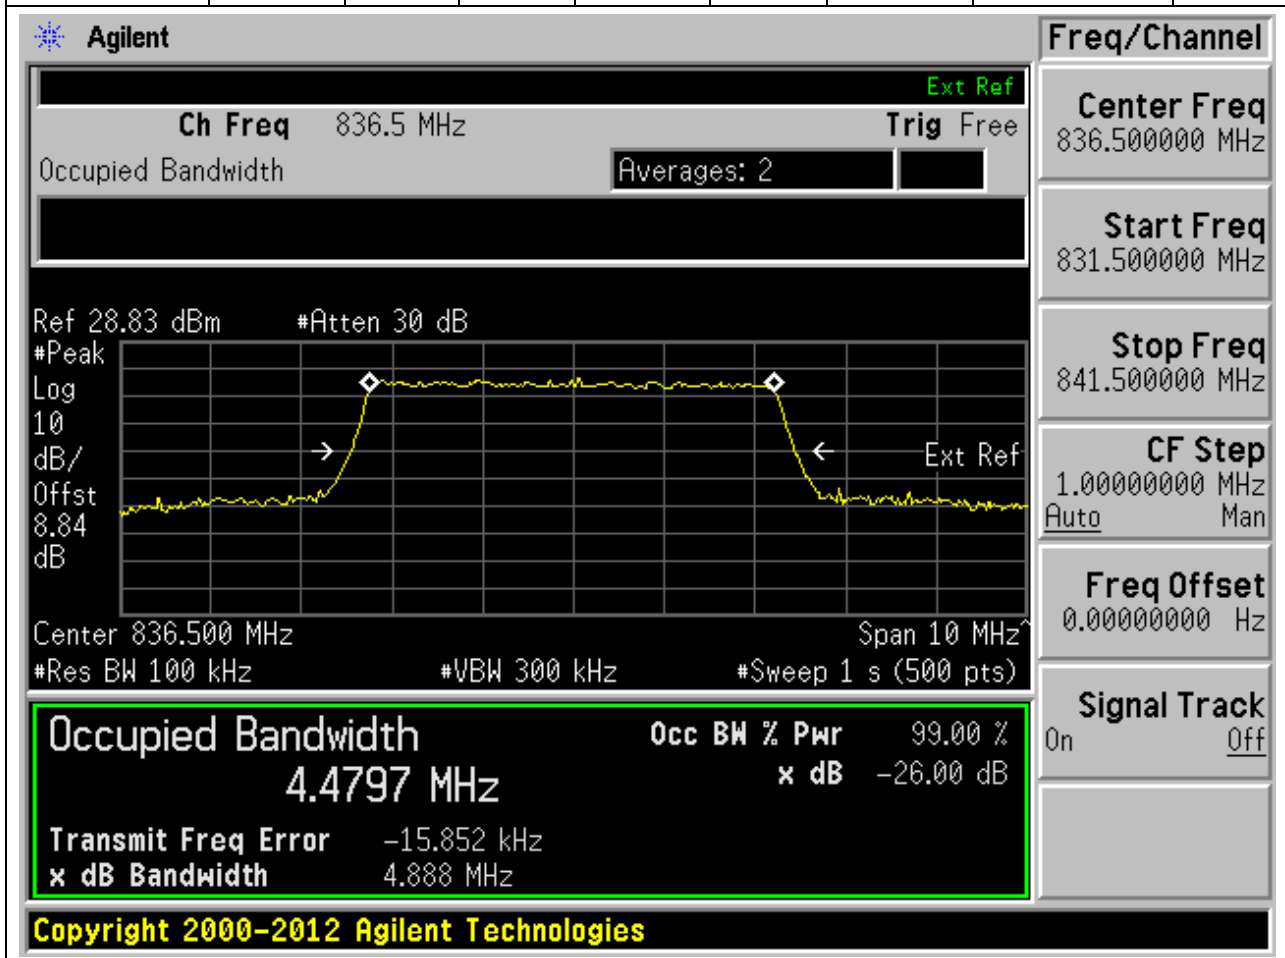 Agilent
Freq/Channel
Ext Ref
Ch Freq 836.5 MHz Trig Free
Occupied Bandwidth Averages: 2
Center Freq
836.500000 MHz
Start Freq
831.500000 MHz
Stop Freq
841.500000 MHz
CF Step
1.00000000 MHz
Auto Man
Freq Offset
0.00000000 Hz
Signal Track
On Off
Ref 28.83 dBm #Atten 30 dB
#Peak
Log
10
dB/
Offst
8.84
dB
Ext Ref
Center 836.500 MHz Span 10 MHz^
#Res BW 100 kHz #VBW 300 kHz #Sweep 1 s (500 pts)
Occupied Bandwidth Occ BW % Pwr 99.00 %
4.4797 MHz x dB -26.00 dB
Transmit Freq Error -15.852 kHz
x dB Bandwidth 4.888 MHz
Copyright 2000-2012 Agilent Technologies